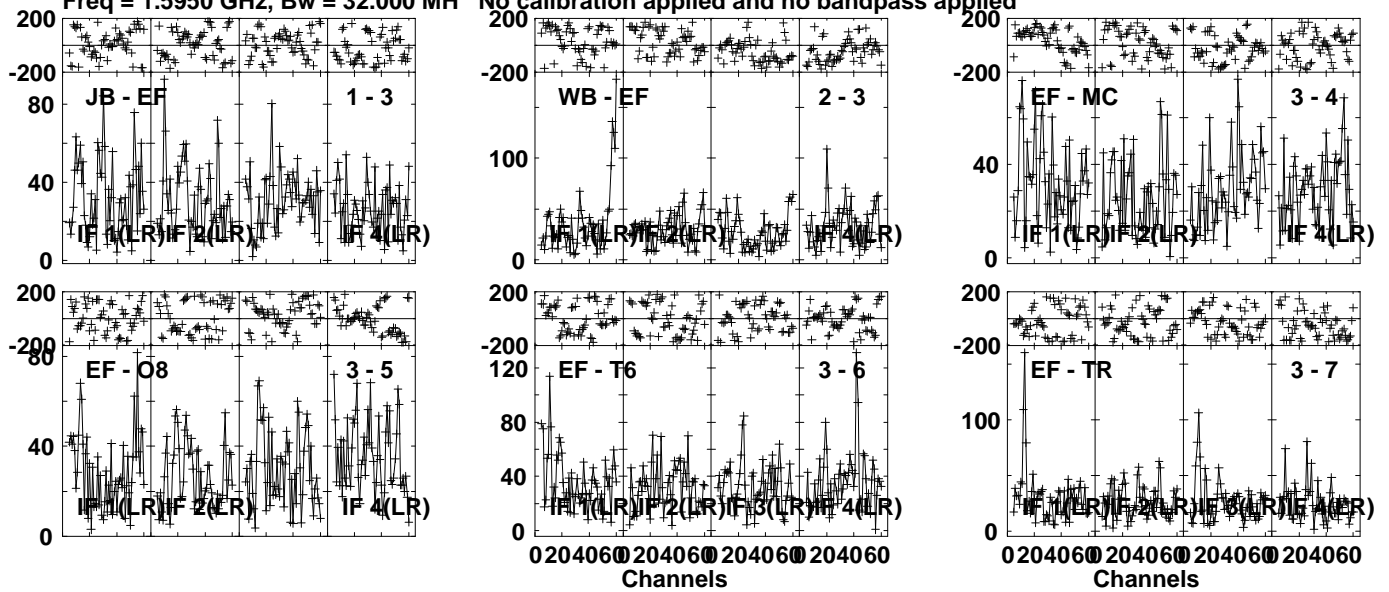 Freq = 1.5950 GHz, Bw = 32.000 MH No calibration applied and no bandpass applied
200
-200
JB - EF 1 - 3
80
40
0
IF 1(LR) IF 2(LR) IF 4(LR)
200
-200
WB - EF 2 - 3
100
0
IF 1(LR) IF 2(LR) IF 4(LR)
200
-200
EF - MC 3 - 4
40
0
IF 1(LR) IF 2(LR) IF 4(LR)
200
-200
80
EF - O8 3 - 5
40
0
IF 1(LR) IF 2(LR) IF 4(LR)
200
-200
120
EF - T6 3 - 6
80
40
0
IF 1(LR) IF 2(LR) IF 3(LR) IF 4(LR)
0 20 40 60 0 20 40 60 0 20 40 60 0 20 40 60
Channels
200
-200
EF - TR 3 - 7
100
0
IF 1(LR) IF 2(LR) IF 3(LR) IF 4(LR)
0 20 40 60 0 20 40 60 0 20 40 60 0 20 40 60
Channels